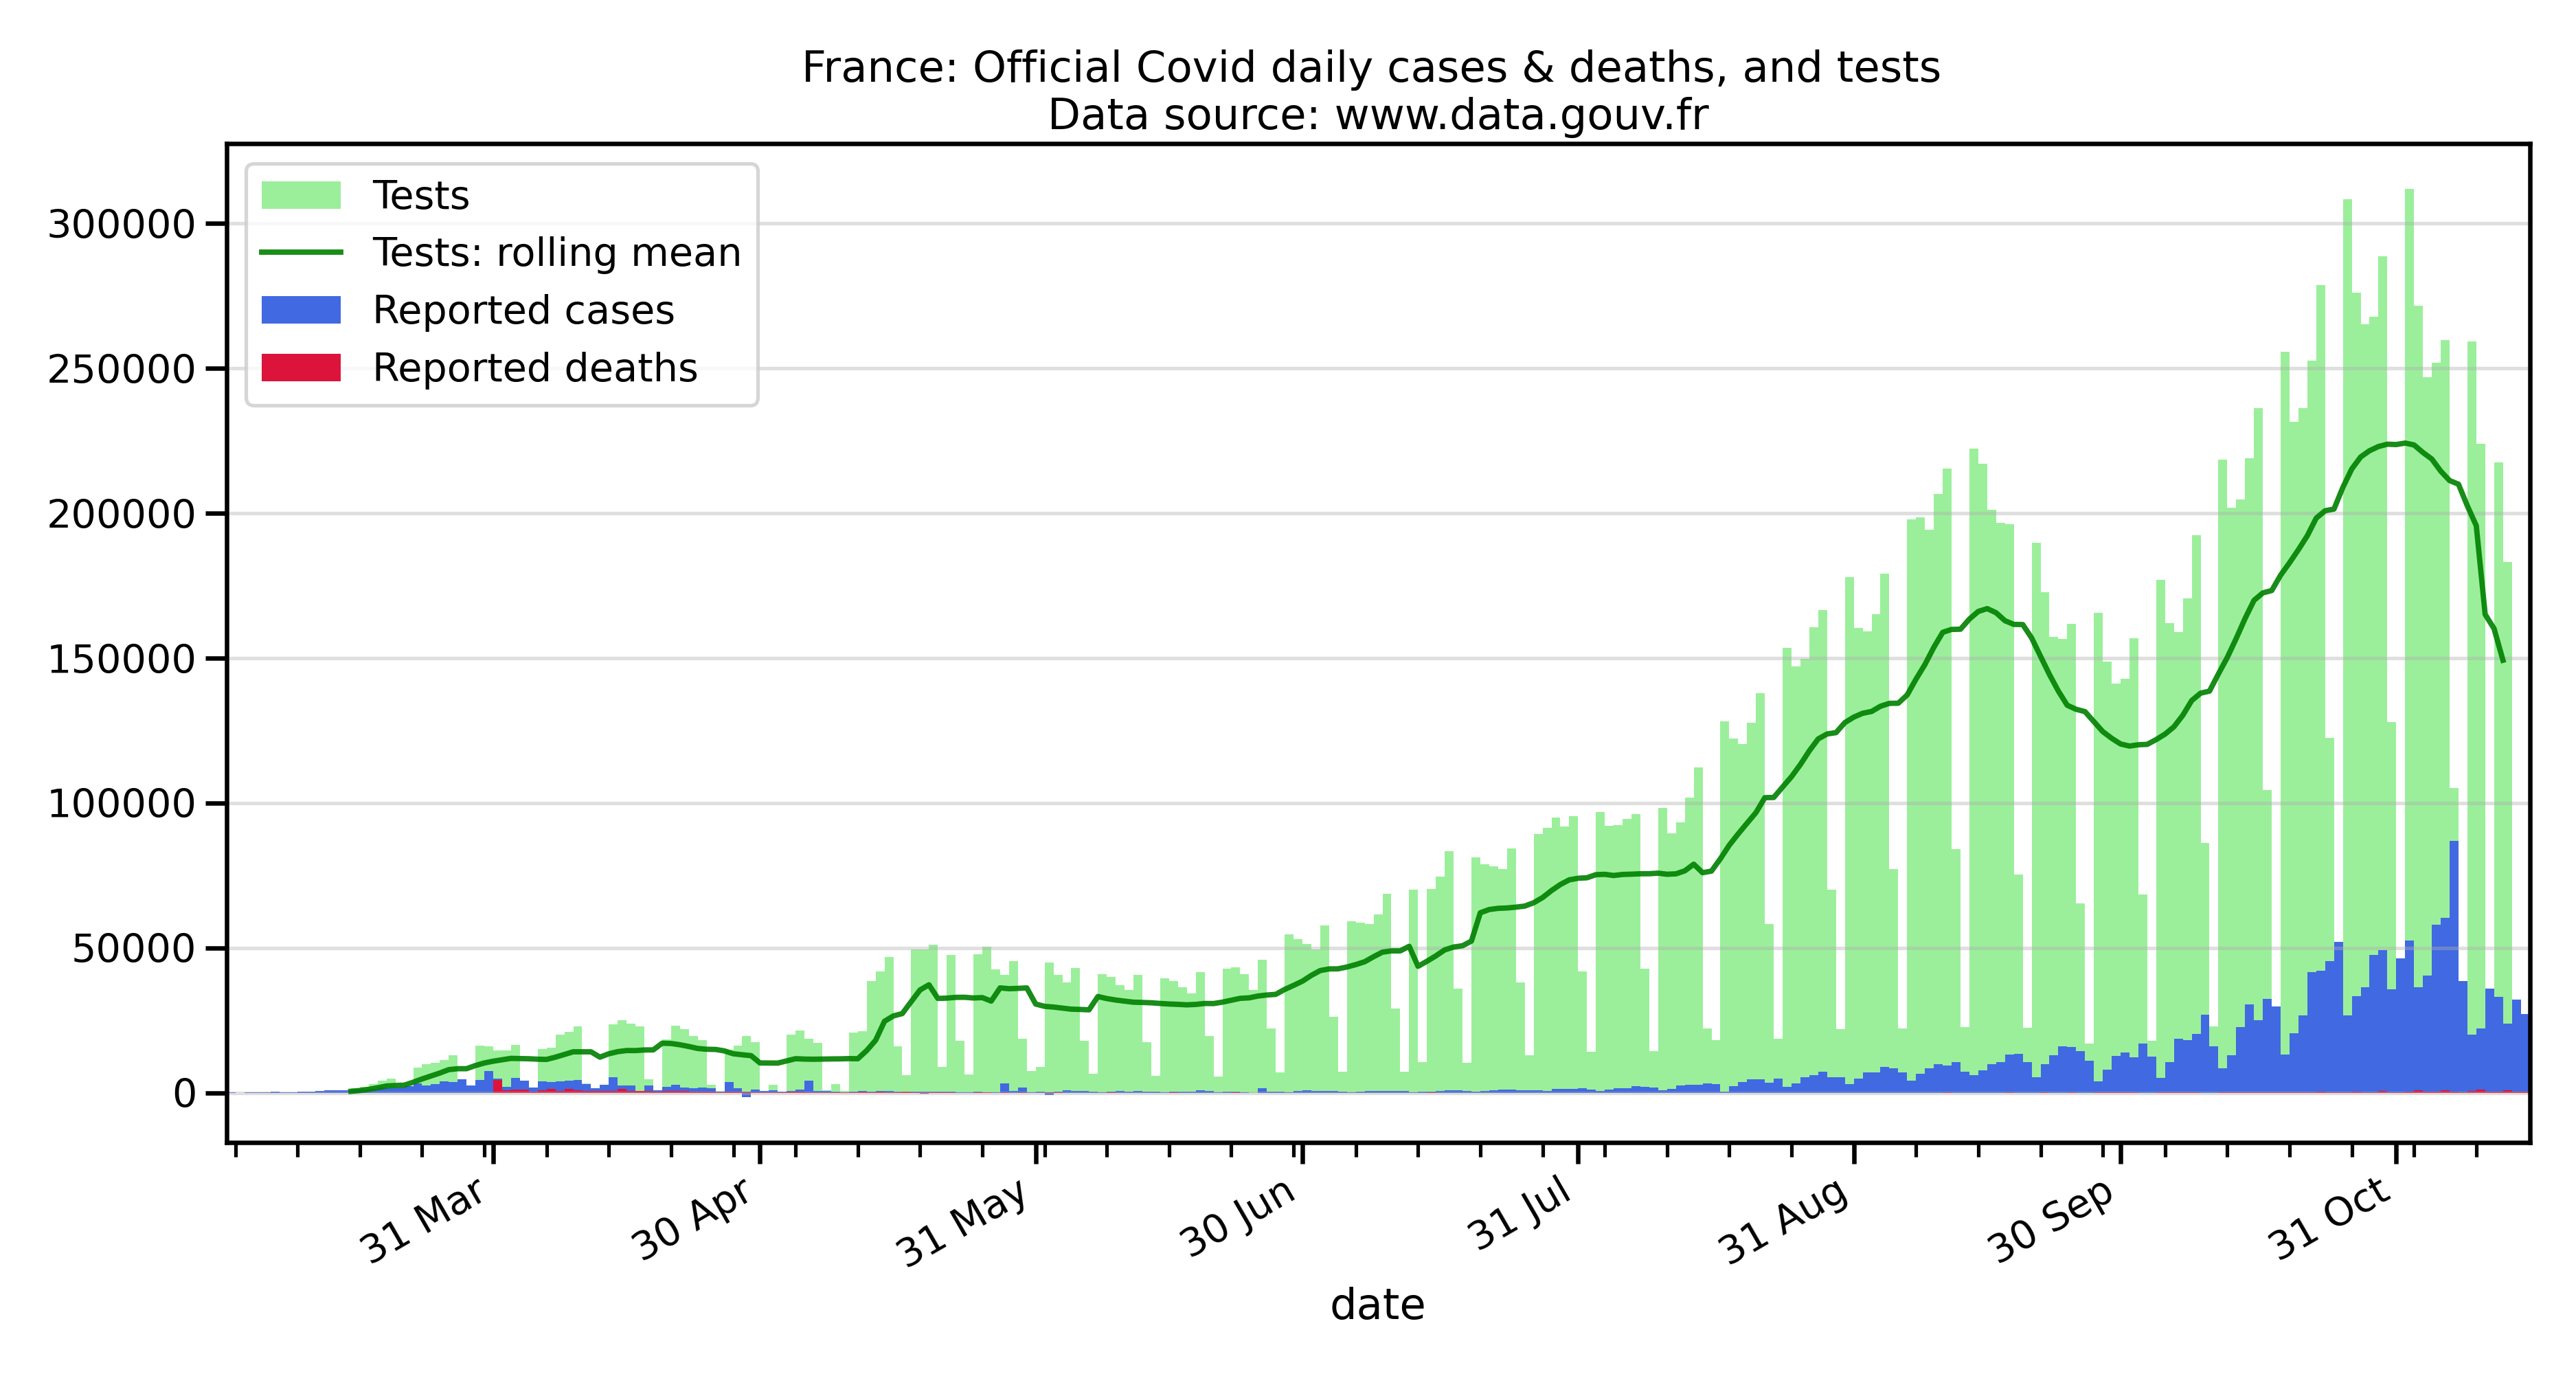 France: Official Covid daily cases & deaths, and tests
Data source: www.data.gouv.fr
Tests
Tests: rolling mean
Reported cases
Reported deaths
300000
250000
200000
150000
100000
50000
0
31 Mar
30 Apr
31 May
30 Jun
31 Jul
31 Aug
30 Sep
31 Oct
date